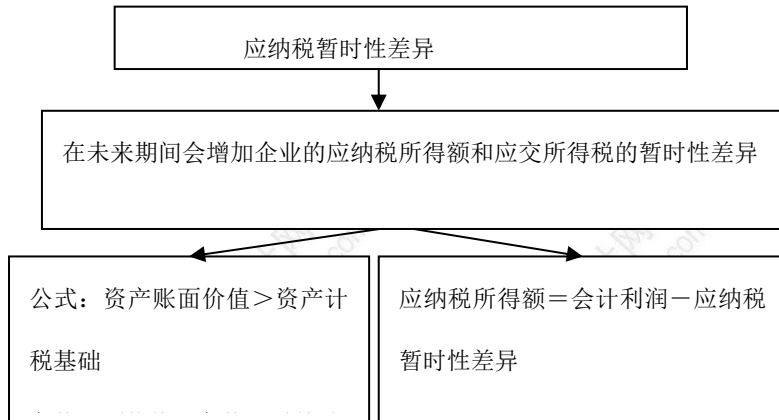 应纳税暂时性差异
在未来期间会增加企业的应纳税所得额和应交所得税的暂时性差异
公式：资产账面价值＞资产计
税基础
应纳税所得额＝会计利润－应纳税
暂时性差异